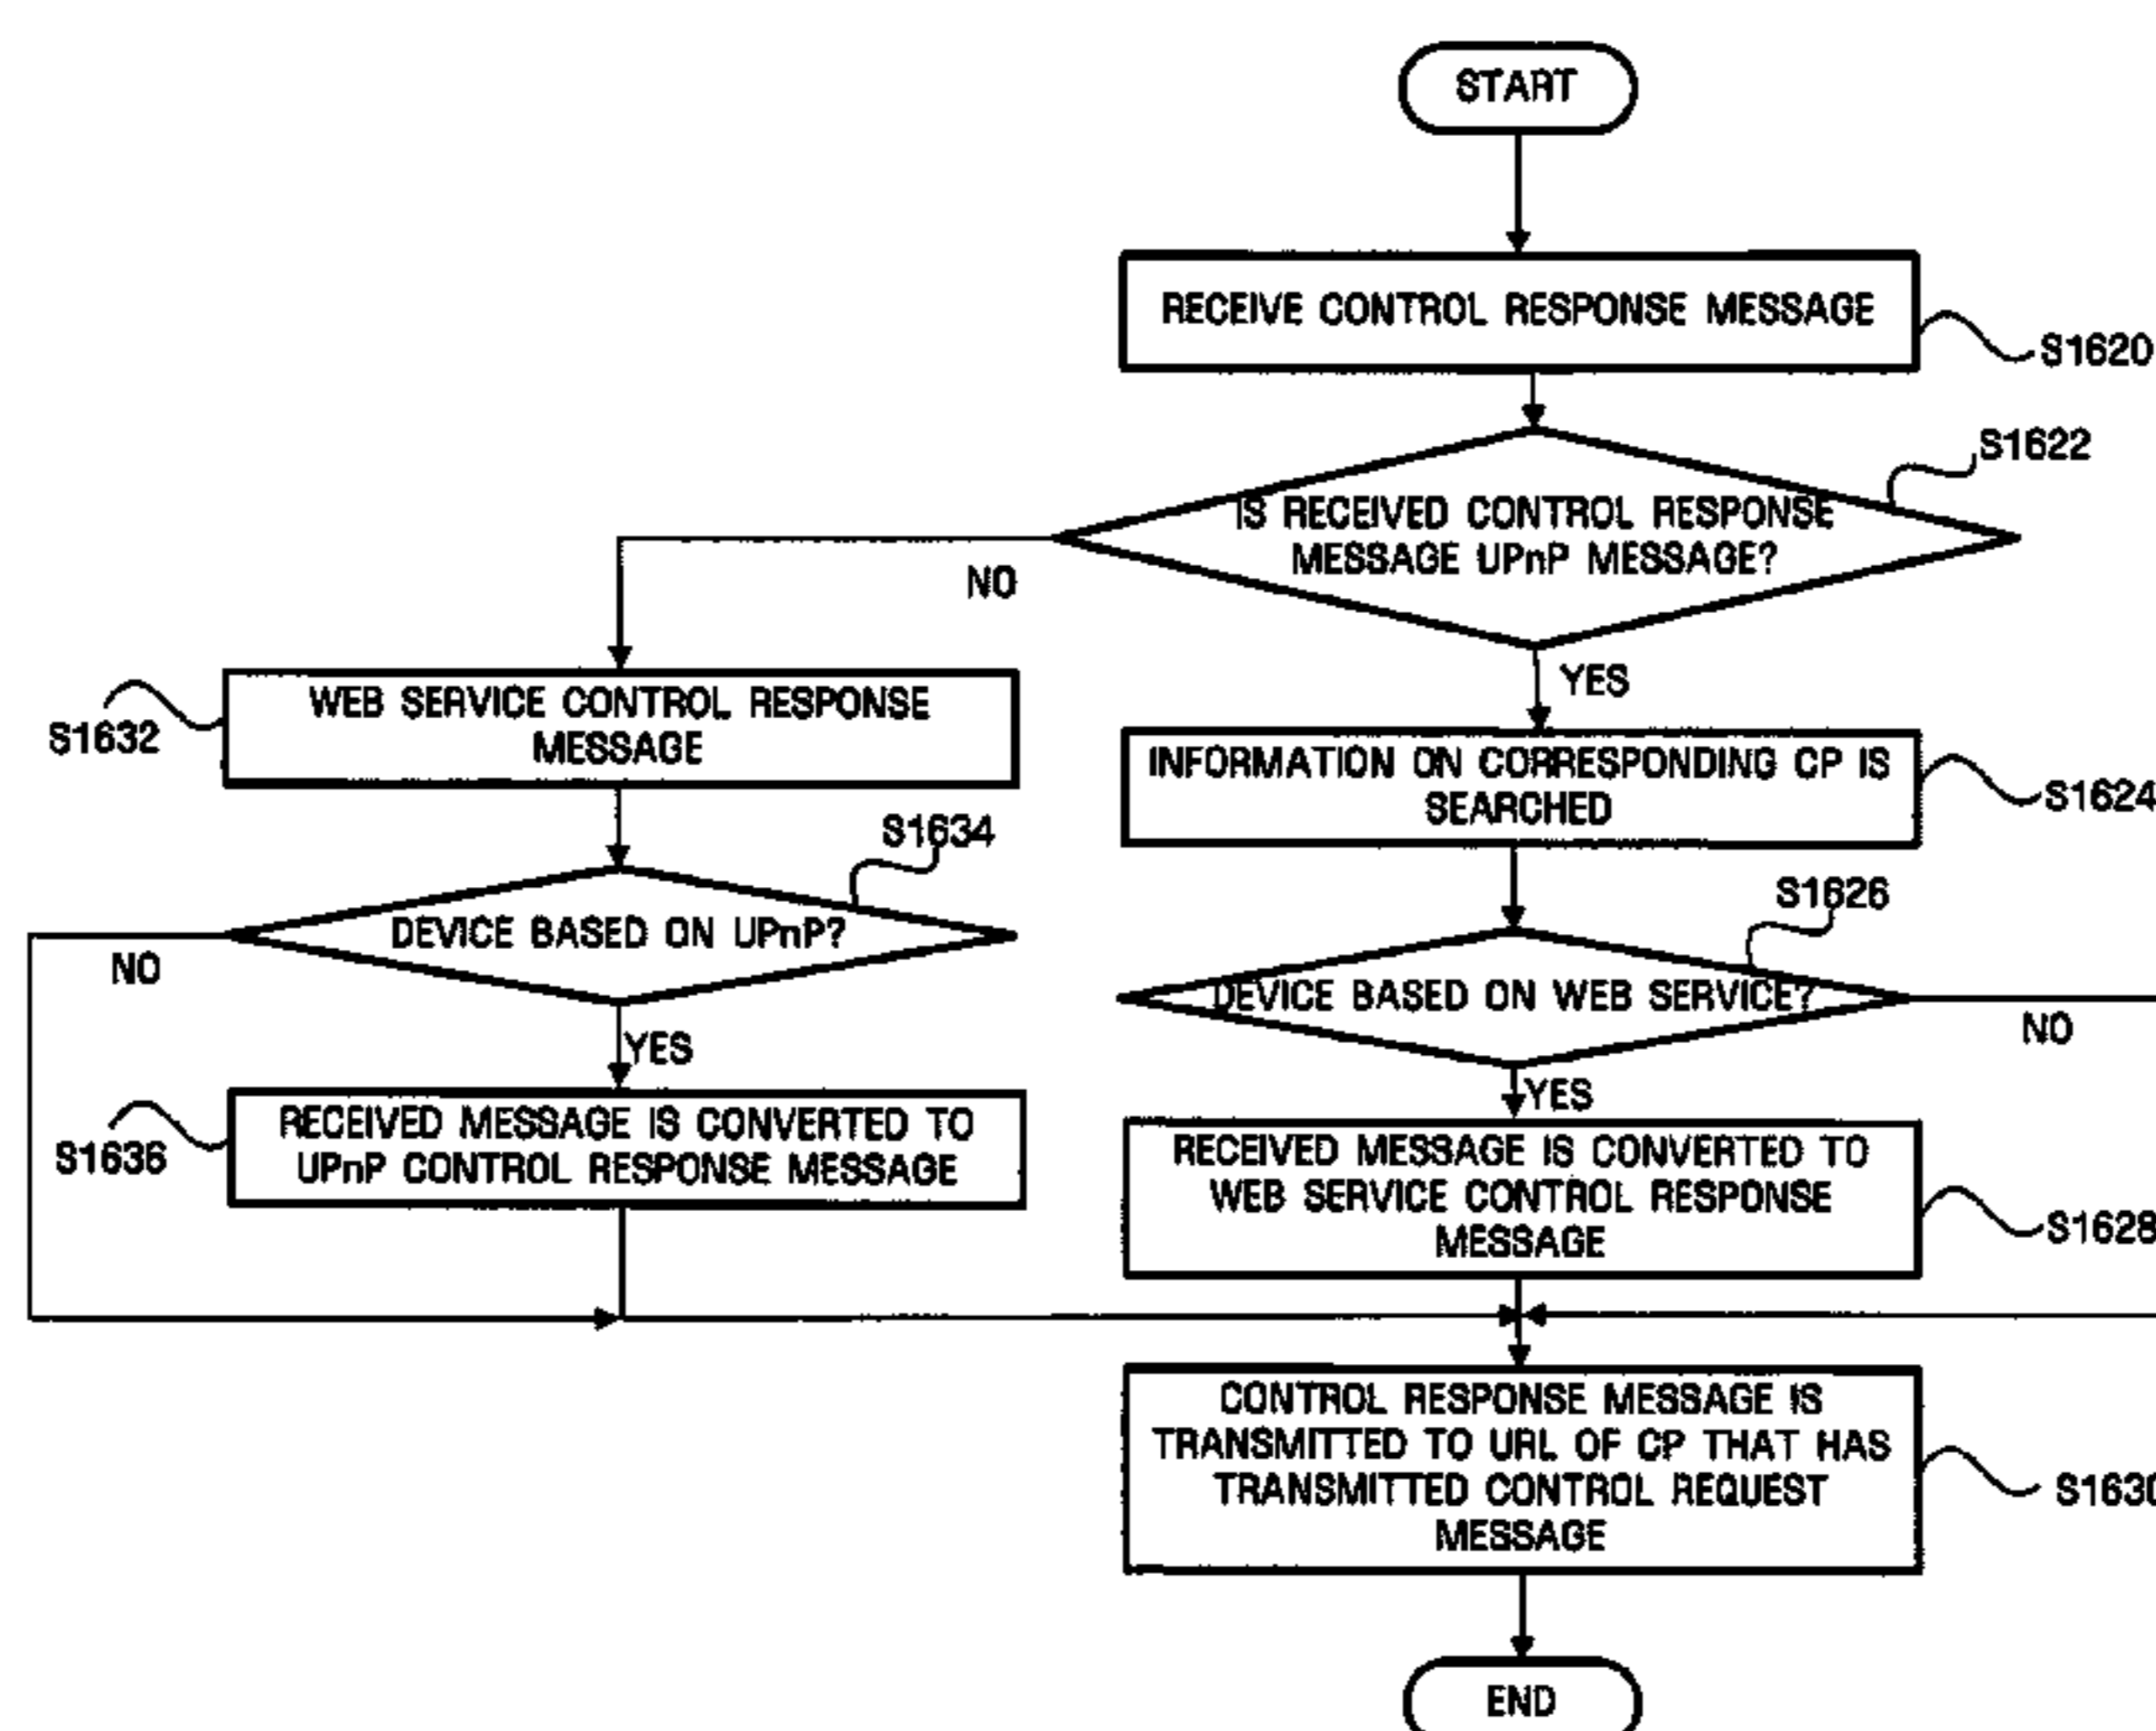 START
RECEIVE CONTROL RESPONSE MESSAGE
S1620
S1622
IS RECEIVED CONTROL RESPONSE
MESSAGE UPnP MESSAGE?
NO
YES
WEB SERVICE CONTROL RESPONSE
MESSAGE
S1632
INFORMATION ON CORRESPONDING CP IS
SEARCHED
S1624
S1634
DEVICE BASED ON UPnP?
NO
YES
S1626
DEVICE BASED ON WEB SERVICE?
NO
YES
RECEIVED MESSAGE IS CONVERTED TO
UPnP CONTROL RESPONSE MESSAGE
S1636
RECEIVED MESSAGE IS CONVERTED TO
WEB SERVICE CONTROL RESPONSE
MESSAGE
S1628
CONTROL RESPONSE MESSAGE IS
TRANSMITTED TO URL OF CP THAT HAS
TRANSMITTED CONTROL REQUEST
MESSAGE
S1630
END